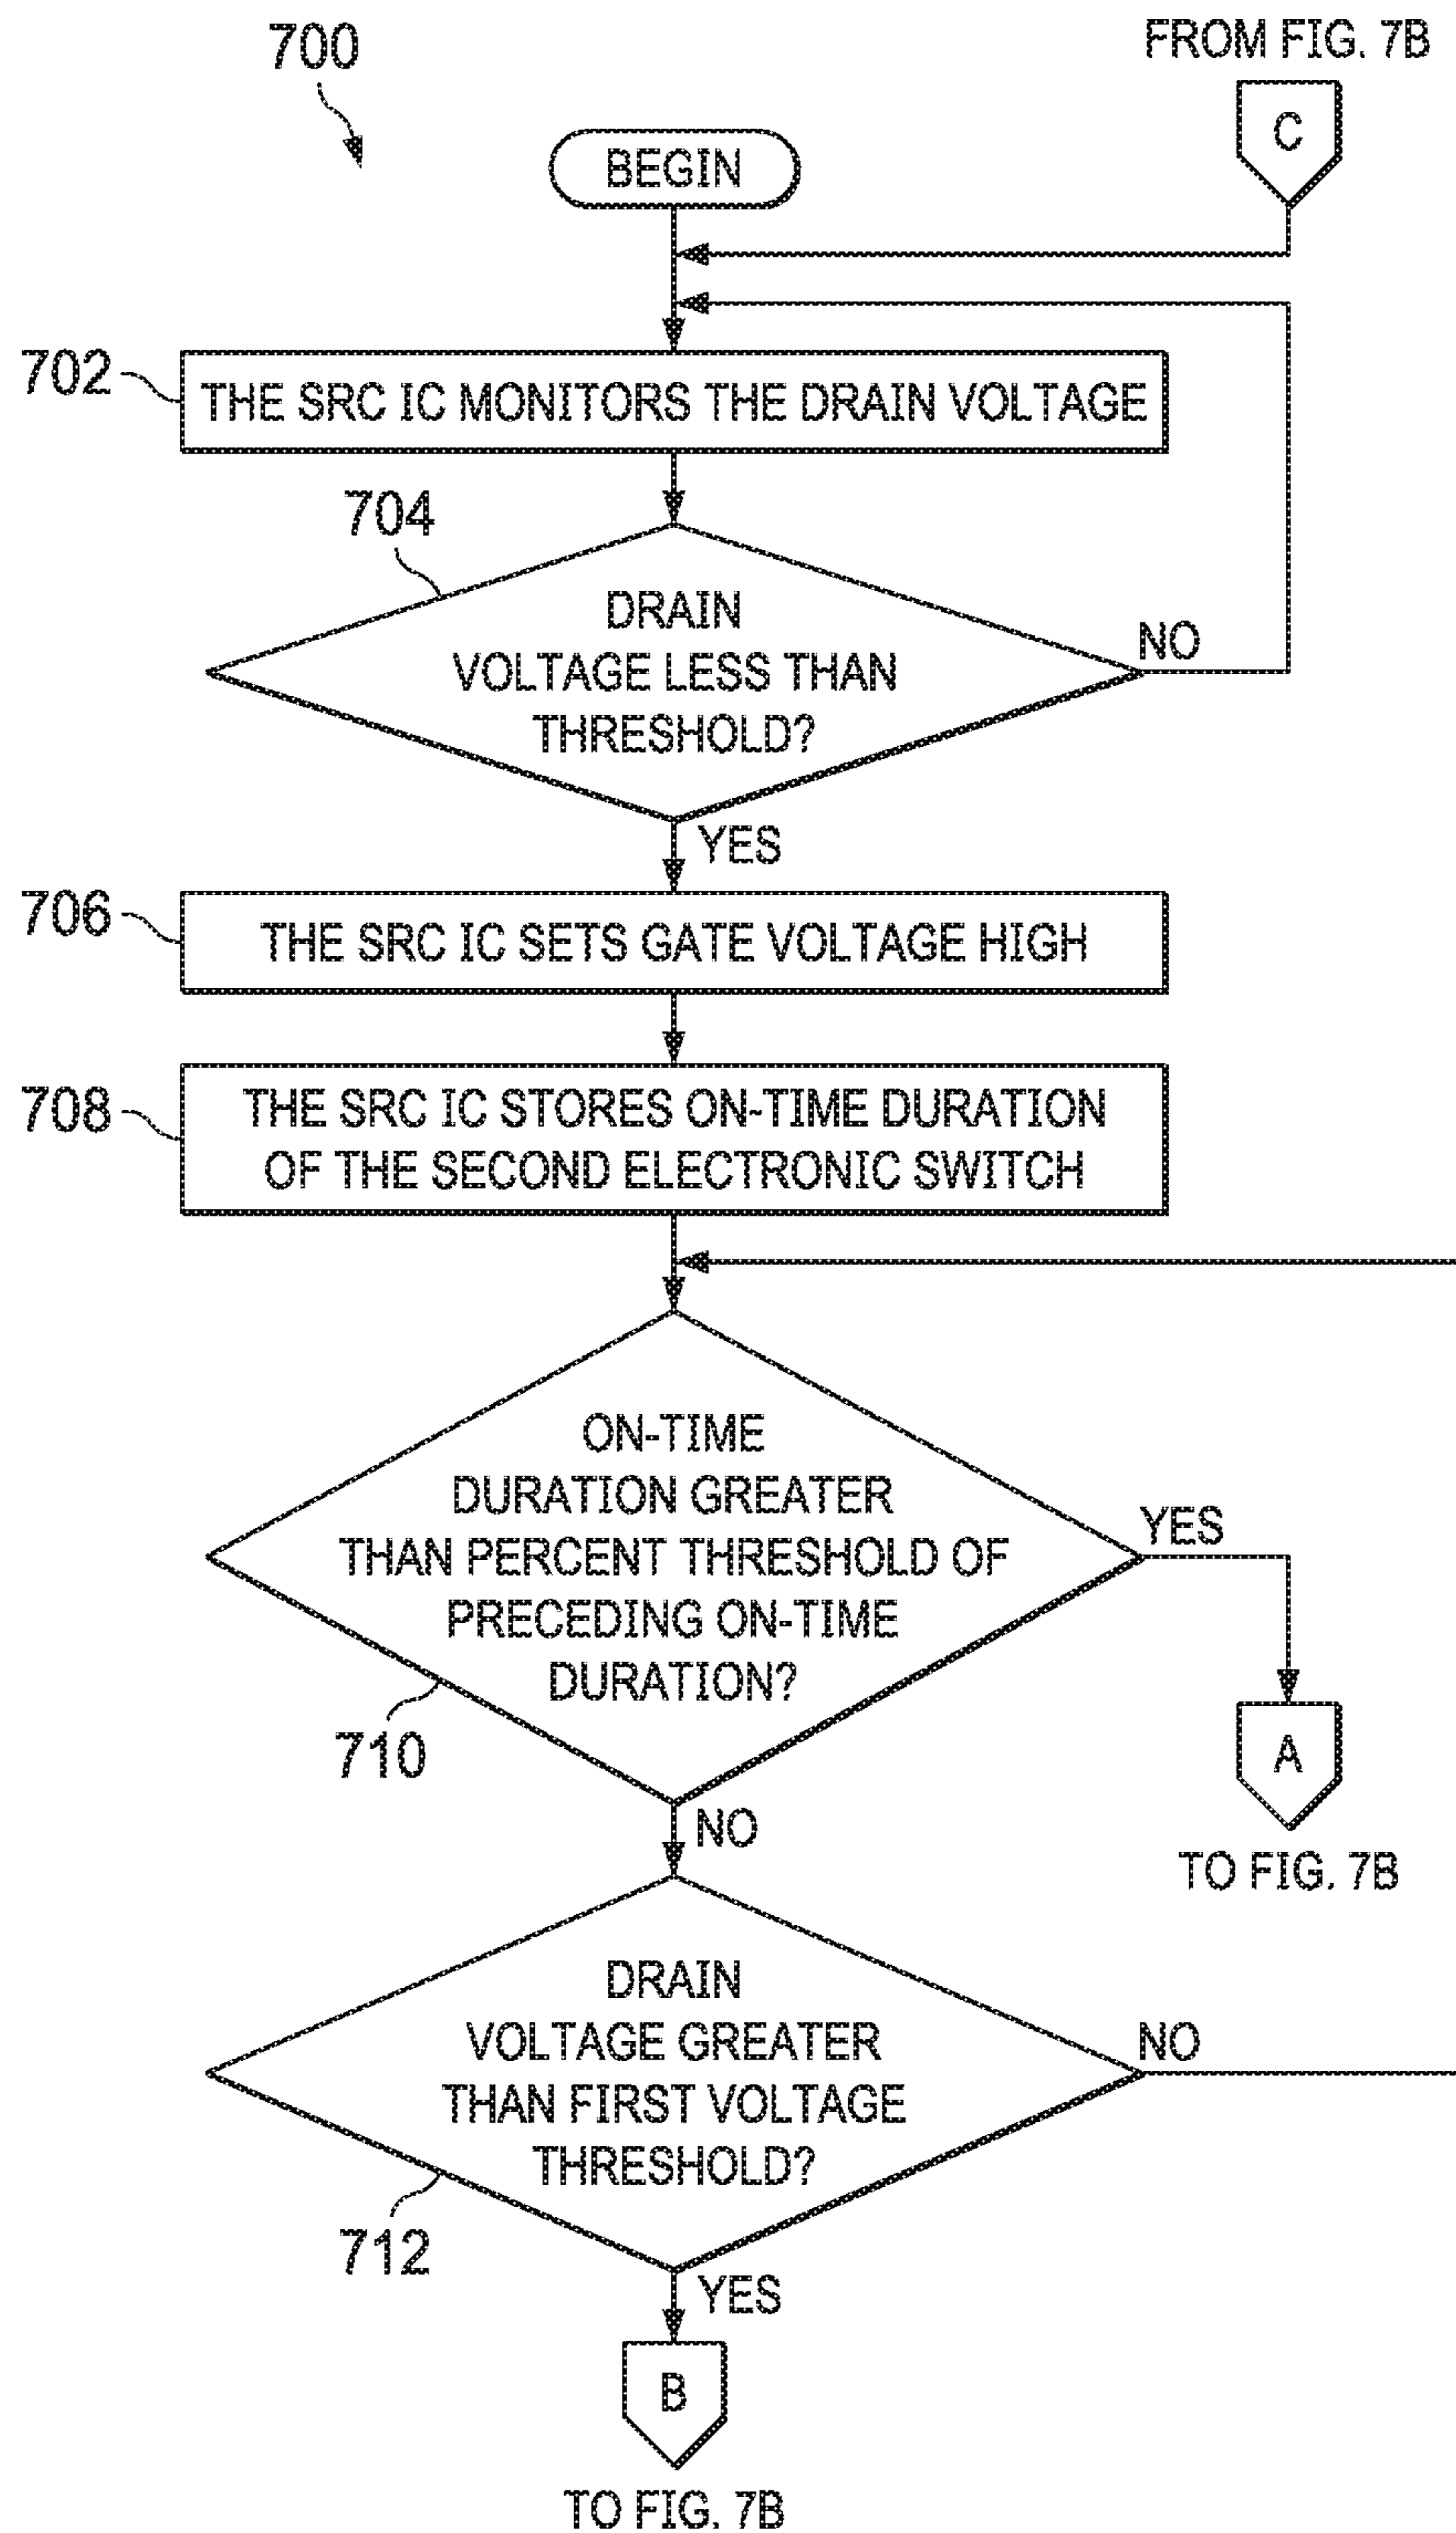 700
FROM FIG. 7B
C
BEGIN
702
THE SRC IC MONITORS THE DRAIN VOLTAGE
704
DRAIN
VOLTAGE LESS THAN
THRESHOLD?
NO
YES
706
THE SRC IC SETS GATE VOLTAGE HIGH
708
THE SRC IC STORES ON-TIME DURATION
OF THE SECOND ELECTRONIC SWITCH
ON-TIME
DURATION GREATER
THAN PERCENT THRESHOLD OF
PRECEDING ON-TIME
DURATION?
YES
710
A
NO
TO FIG. 7B
DRAIN
VOLTAGE GREATER
THAN FIRST VOLTAGE
THRESHOLD?
NO
712
YES
B
TO FIG. 7B